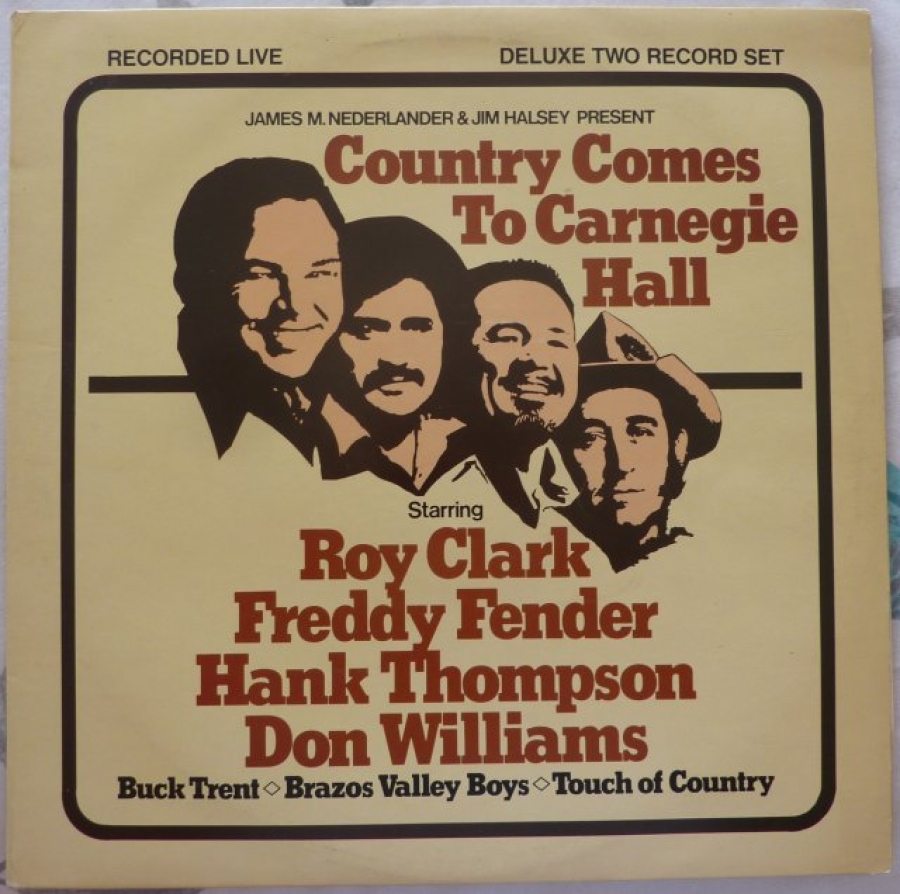 RECORDED LIVE
DELUXE TWO RECORD SET
JAMES M. NEDERLANDER & JIM HALSEY PRESENT
Country Comes
To Carnegie
Hall
Starring
Roy Clark
Freddy Fender
Hank Thompson
Don Williams
Buck Trent ◇ Brazos Valley Boys ◇ Touch of Country